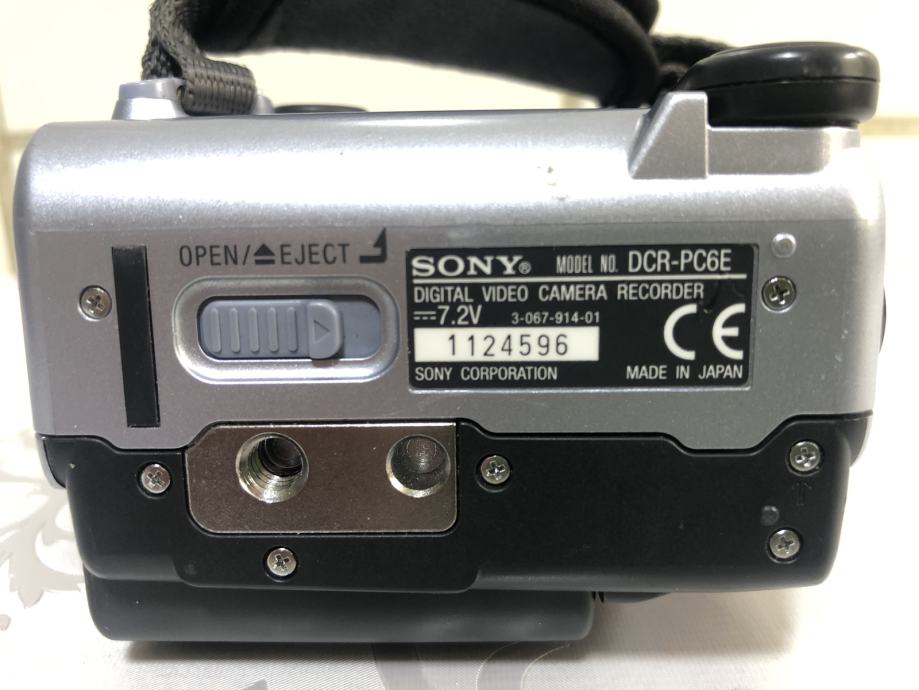 OPEN/⏏EJECT
SONY® MODEL NO. DCR-PC6E
DIGITAL VIDEO CAMERA RECORDER
⎓7.2V 3-067-914-01
1124596
CE
SONY CORPORATION MADE IN JAPAN